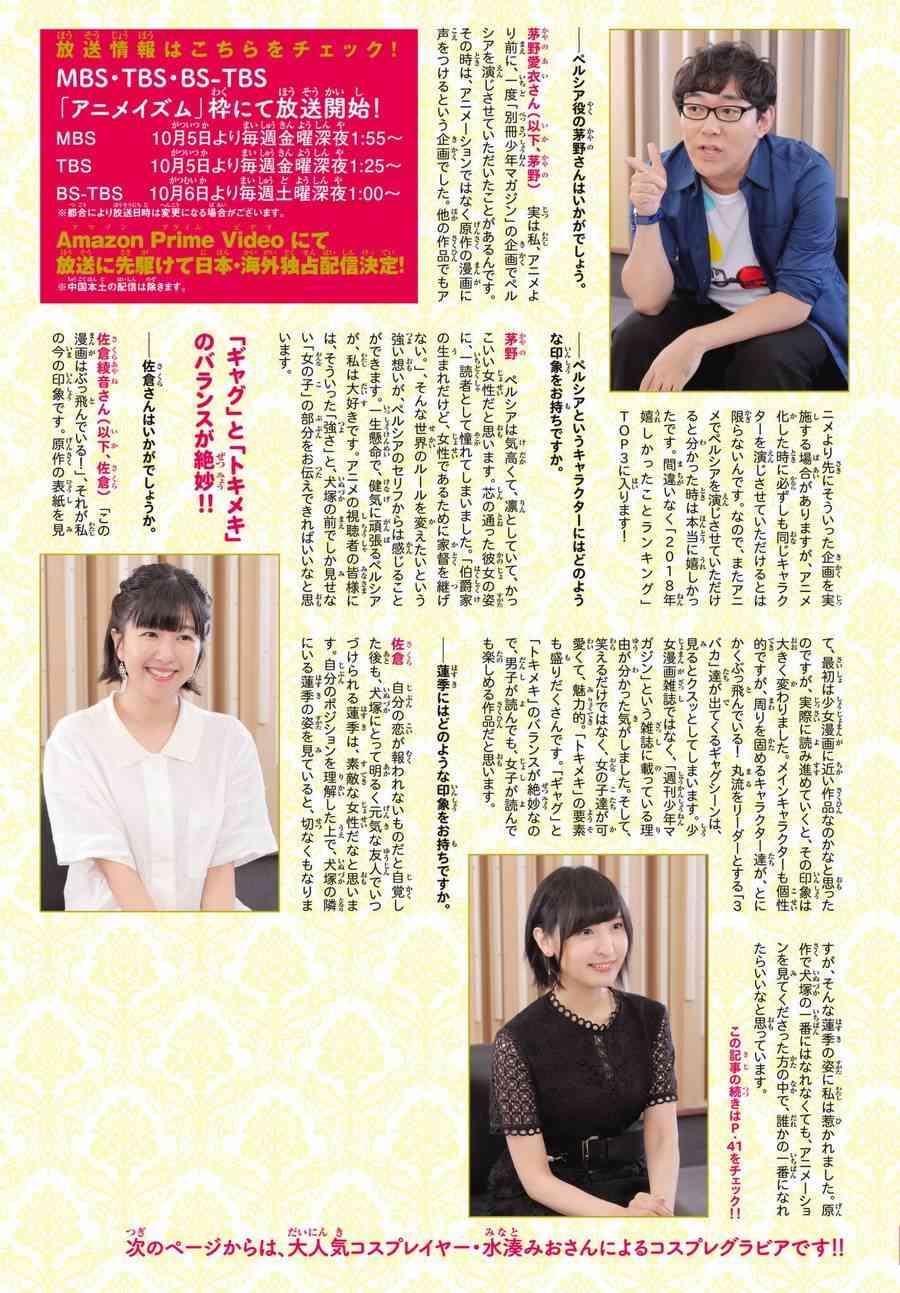 放送情報はこちらをチェック！
MBS・TBS・BS-TBS
「アニメイズム」枠にて放送開始！
MBS 10月5日より毎週金曜深夜1:55〜
TBS 10月5日より毎週金曜深夜1:25〜
BS-TBS 10月6日より毎週土曜深夜1:00〜
※都合により放送日時は変更になる場合がございます。
Amazon Prime Video にて
放送に先駆けて日本・海外独占配信決定！
※中国本土の配信は除きます。
――ペルシア役の茅野さんはいかがでしょう。
茅野愛衣さん（以下、茅野） 実は私、アニメよ
り前に、一度「別冊少年マガジン」の企画でペル
シアを演じさせていただいたことがあるんです。
その時は、アニメーションではなく原作の漫画に
声をつけるという企画でした。他の作品でもア
ニメより先にそういった企画を実
施する場合がありますが、アニメ
化した時に必ずしも同じキャラク
ターを演じさせていただけるとは
限らないんです。なので、またアニ
メでペルシアを演じさせていただけ
ると分かった時は本当に嬉しかっ
たです。間違いなく「2018年
嬉しかったことランキング」
TOP3に入ります！
――ペルシアというキャラクターにはどのよう
な印象をお持ちですか。
茅野 ペルシアは気高くて、凛としていて、かっ
こいい女性だと思います。芯の通った彼女の姿
に、一読者として憧れてしまいました。「伯爵家
の生まれだけど、女性であるために家督を継げ
ない。」、そんな世界のルールを変えたいという
強い想いが、ペルシアのセリフからは感じること
ができます。一生懸命で、健気に頑張るペルシア
が、私は大好きです。アニメの視聴者の皆様に
は、そういった「強さ」と、犬塚の前でしか見せな
い「女の子」の部分をお伝えできればいいなと思
います。
「ギャグ」と「トキメキ」
のバランスが絶妙！！
――佐倉さんはいかがでしょうか。
佐倉綾音さん（以下、佐倉） 「この
漫画はぶっ飛んでいる！」、それが私
の今の印象です。原作の表紙を見
て、最初は少女漫画に近い作品なのかなと思った
のですが、実際に読み進めていくと、その印象は
大きく変わりました。メインキャラクターも個性
的ですが、周りを固めるキャラクター達が、とに
かくぶっ飛んでいる！ 丸流をリーダーとする「3
バカ」達が出てくるギャグシーンは、
見るとクスッとしてしまいます。少
女漫画雑誌ではなく、「週刊少年マ
ガジン」という雑誌に載っている理
由が分かった気がしました。そして、
笑えるだけではなく、女の子達が可
愛くて、魅力的。「トキメキ」の要素
も盛りだくさんです。「ギャグ」と
「トキメキ」のバランスが絶妙なの
で、男子が読んでも、女子が読んで
も楽しめる作品だと思います。
――蓮季にはどのような印象をお持ちですか。
佐倉 自分の恋が報われないものだと自覚し
た後も、犬塚にとって明るく元気な友人でいつ
づけられる蓮季は、素敵な女性だなと思いま
す。自分のポジションを理解した上で、犬塚の隣
にいる蓮季の姿を見ていると、切なくもなりま
すが、そんな蓮季の姿に私は惹かれました。原
作で犬塚の一番にはなれなくても、アニメーショ
ンを見てくださった方の中で、誰かの一番になれ
たらいいなと思っています。
この記事の続きはP.41をチェック！！
次のページからは、大人気コスプレイヤー・水湊みおさんによるコスプレグラビアです！！